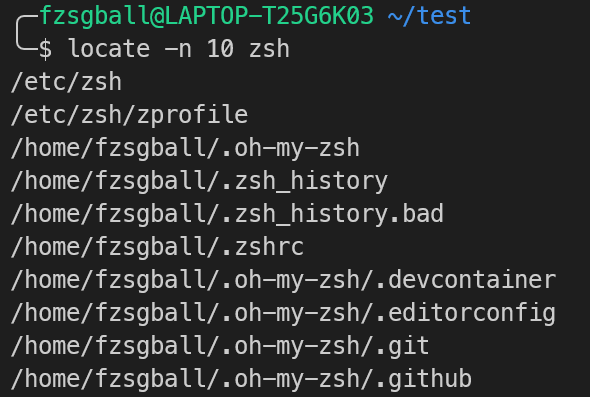 fzsgball@LAPTOP-T25G6K03 ~/test
$ locate -n 10 zsh
/etc/zsh
/etc/zsh/zprofile
/home/fzsgball/.oh-my-zsh
/home/fzsgball/.zsh_history
/home/fzsgball/.zsh_history.bad
/home/fzsgball/.zshrc
/home/fzsgball/.oh-my-zsh/.devcontainer
/home/fzsgball/.oh-my-zsh/.editorconfig
/home/fzsgball/.oh-my-zsh/.git
/home/fzsgball/.oh-my-zsh/.github